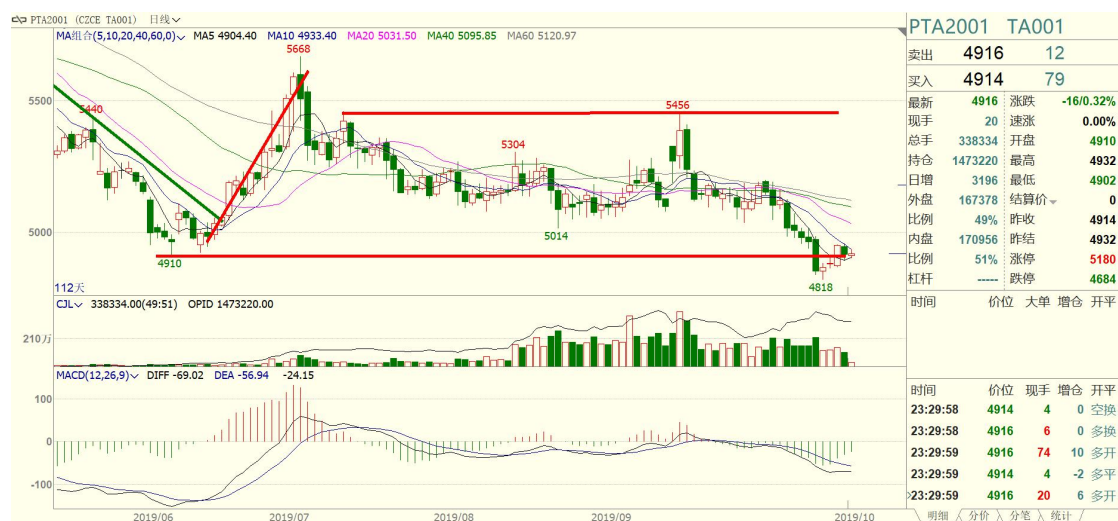 PTA2001 (CZCE TA001) 日线
MA组合(5,10,20,40,60,0) MA5 4904.40 MA10 4933.40 MA20 5031.50 MA40 5095.85 MA60 5120.97
5668
5500
5440
5456
5304
5000
5014
4910
4818
112天
CJL 338334.00(49:51) OPID 1473220.00
210万
MACD(12,26,9) DIFF -69.02 DEA -56.94 -24.15
100
0
-100
2019/06 2019/07 2019/08 2019/09 2019/10
PTA2001 TA001
卖出 4916 12
买入 4914 79
最新 4916 涨跌 -16/0.32%
现手 20 速涨 0.00%
总手 338334 开盘 4910
持仓 1473220 最高 4932
日增 3196 最低 4902
外盘 167378 结算价 0
比例 49% 昨收 4914
内盘 170956 昨结 4932
比例 51% 涨停 5180
杠杆 ----- 跌停 4684
时间 价位 大单 增仓 开平
时间 价位 现手 增仓 开平
23:29:58 4914 4 0 空换
23:29:58 4916 6 0 多换
23:29:59 4916 74 10 多开
23:29:59 4914 4 -2 多平
23:29:59 4916 20 6 多开
明细 分价 分笔 统计